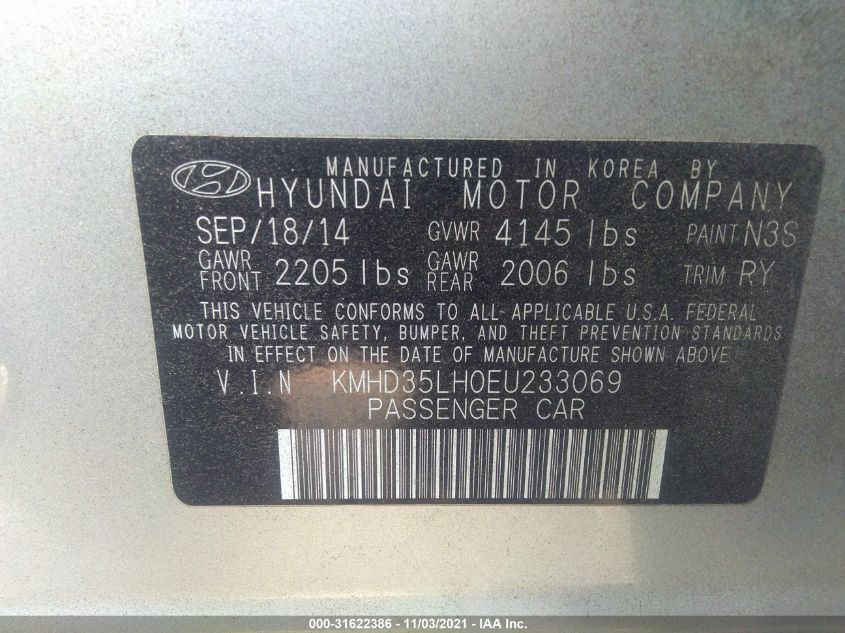 MANUFACTURED IN KOREA BY
HYUNDAI MOTOR COMPANY
SEP/18/14 GVWR 4145 lbs PAINT N3S
GAWR FRONT 2205 lbs GAWR REAR 2006 lbs TRIM RY
THIS VEHICLE CONFORMS TO ALL APPLICABLE U.S.A. FEDERAL
MOTOR VEHICLE SAFETY, BUMPER, AND THEFT PREVENTION STANDARDS
IN EFFECT ON THE DATE OF MANUFACTURE SHOWN ABOVE.
V.I.N KMHD35LH0EU233069
PASSENGER CAR
000-31622386 - 11/03/2021 - IAA Inc.